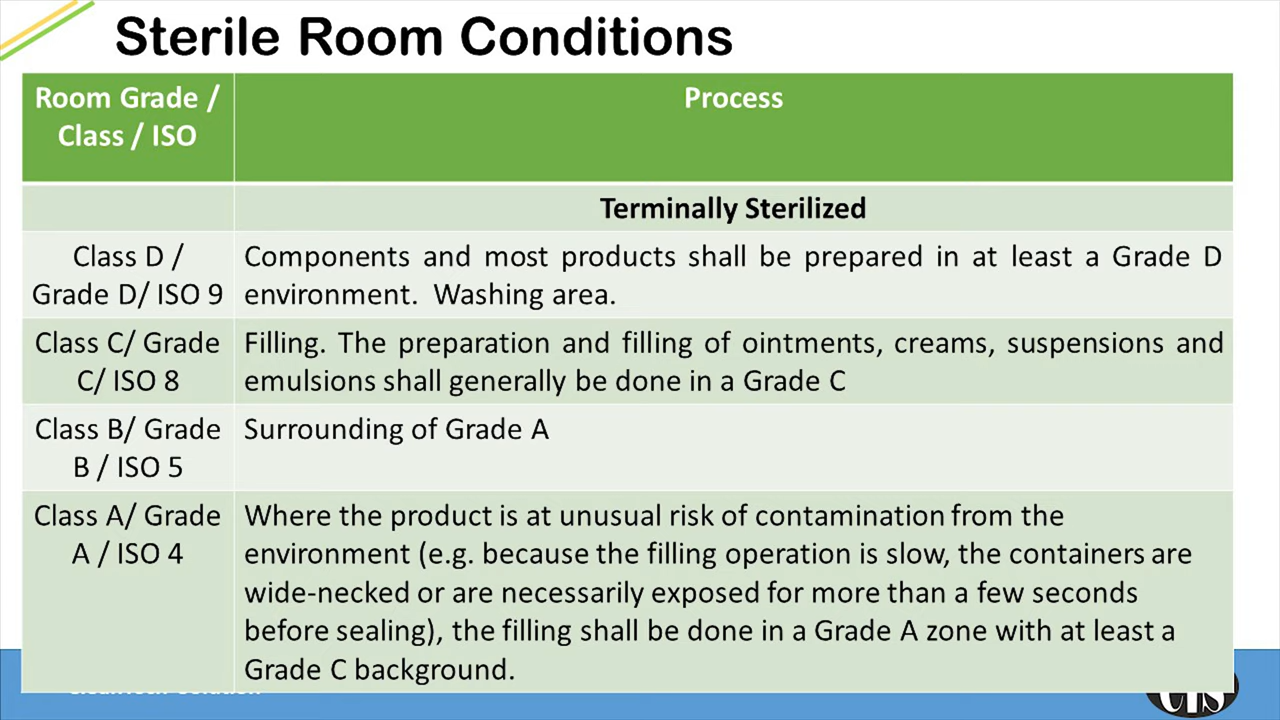 Sterile Room Conditions
Room Grade /
Class / ISO
Process
Terminally Sterilized
Class D /
Grade D/ ISO 9
Components and most products shall be prepared in at least a Grade D
environment. Washing area.
Class C/ Grade
C/ ISO 8
Filling. The preparation and filling of ointments, creams, suspensions and
emulsions shall generally be done in a Grade C
Class B/ Grade
B / ISO 5
Surrounding of Grade A
Class A/ Grade
A / ISO 4
Where the product is at unusual risk of contamination from the
environment (e.g. because the filling operation is slow, the containers are
wide-necked or are necessarily exposed for more than a few seconds
before sealing), the filling shall be done in a Grade A zone with at least a
Grade C background.